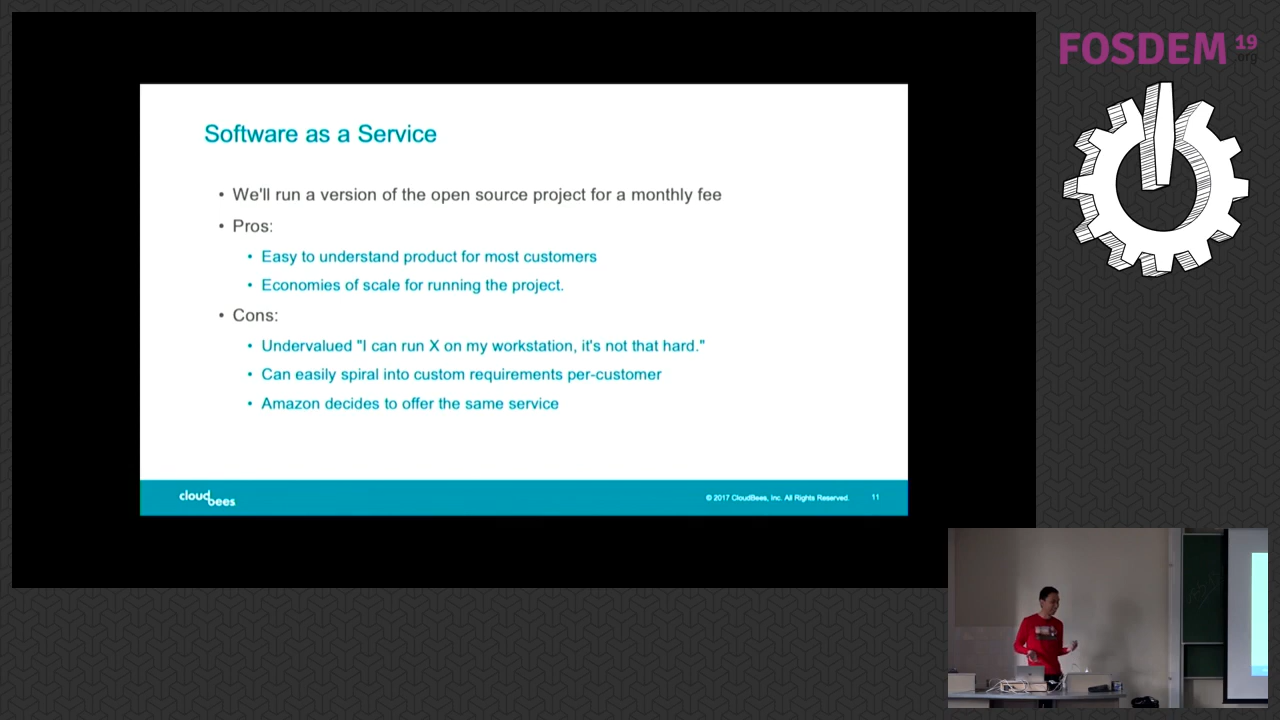 FOSDEM 19
.org
Software as a Service
• We'll run a version of the open source project for a monthly fee
• Pros:
• Easy to understand product for most customers
• Economies of scale for running the project.
• Cons:
• Undervalued "I can run X on my workstation, it's not that hard."
• Can easily spiral into custom requirements per-customer
• Amazon decides to offer the same service
cloudbees
© 2017 CloudBees, Inc. All Rights Reserved.
11